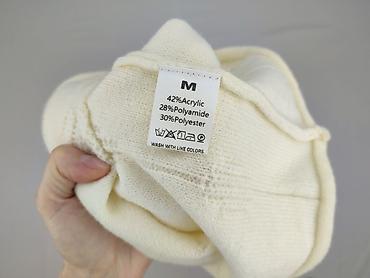 M
42%Acrylic
28%Polyamide
30%Polyester
WASH WITH LIKE COLORS